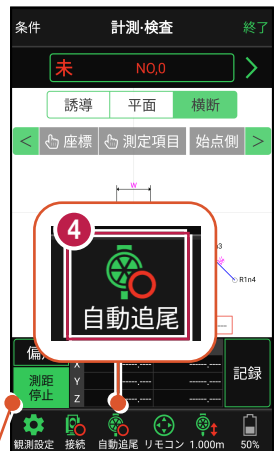 条件 計測·検査 終了
未 NO,0 >
誘導 平面 横断
< 座標 測定項目 始点側 >
W
4
自動追尾
R1n4
測距
停止
X
Y
Z
--------,---- --------,----
--------,---- --------,----
記録
観測設定 接続 自動追尾 リモコン 1.000m 50%